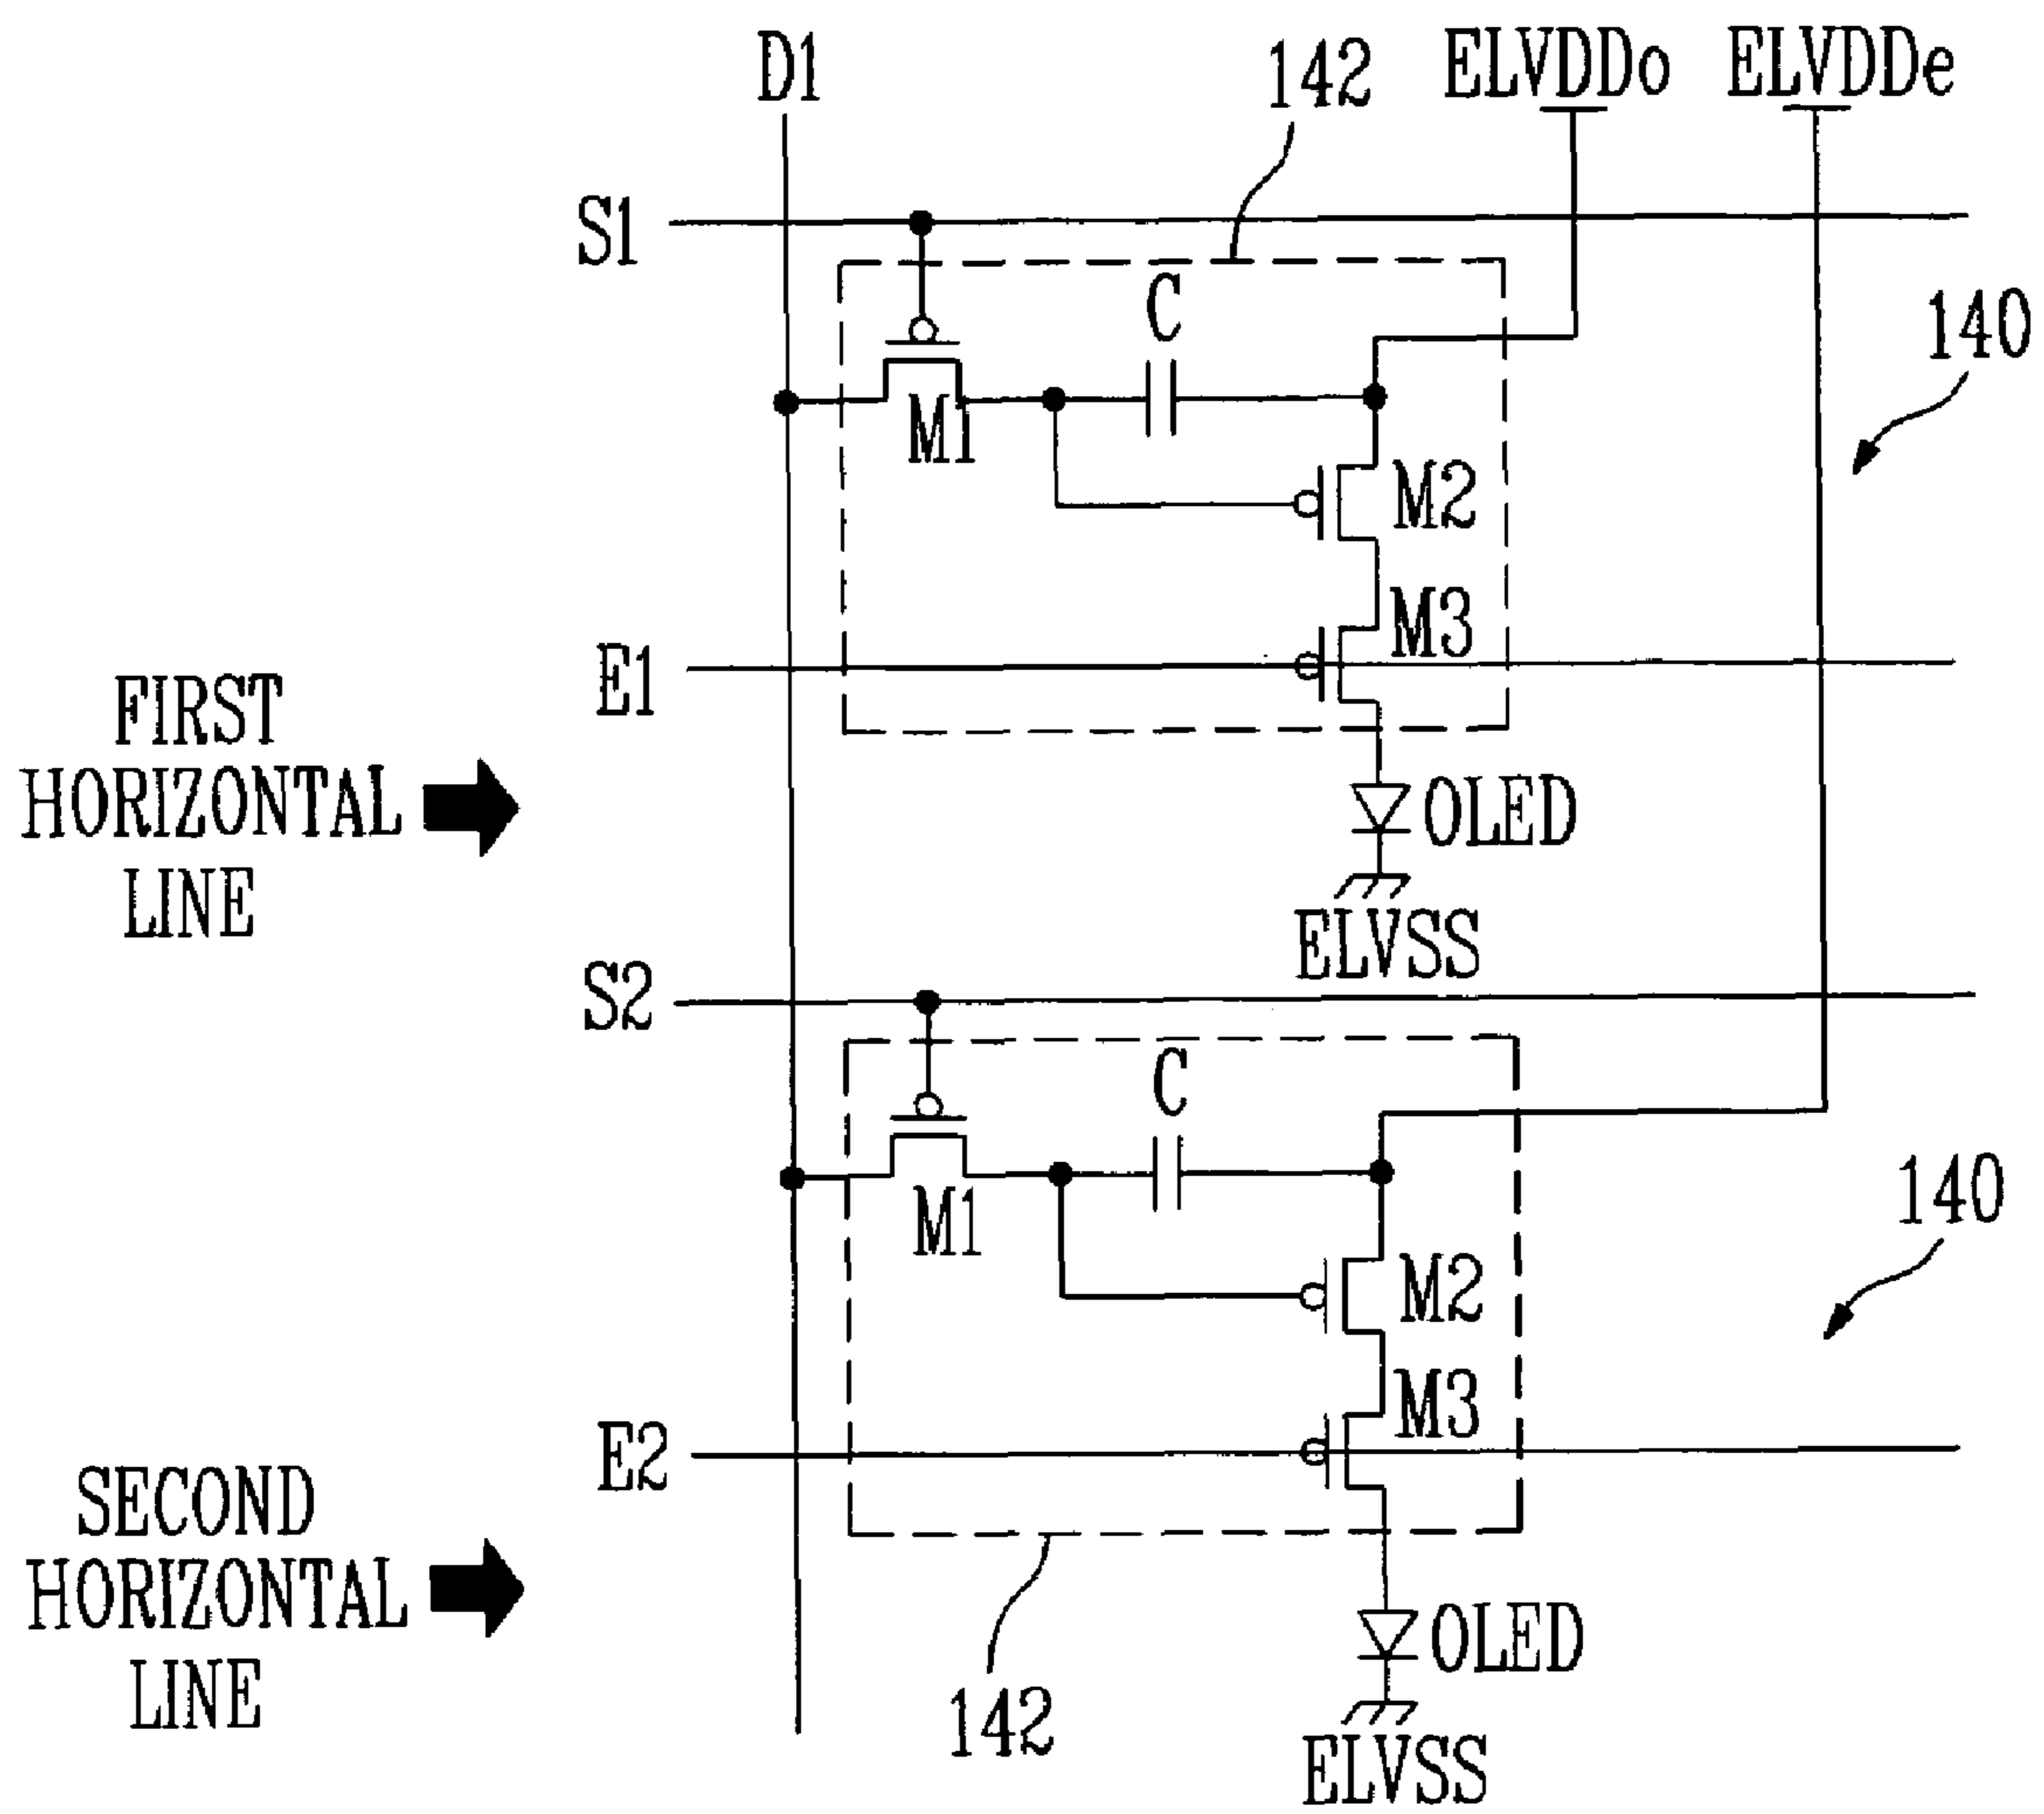 D1
142
ELVDDo
ELVDDe
S1
C
140
M1
M2
M3
E1
FIRST
HORIZONTAL
LINE
OLED
ELVSS
S2
C
M1
140
M2
M3
E2
SECOND
HORIZONTAL
LINE
OLED
142
ELVSS